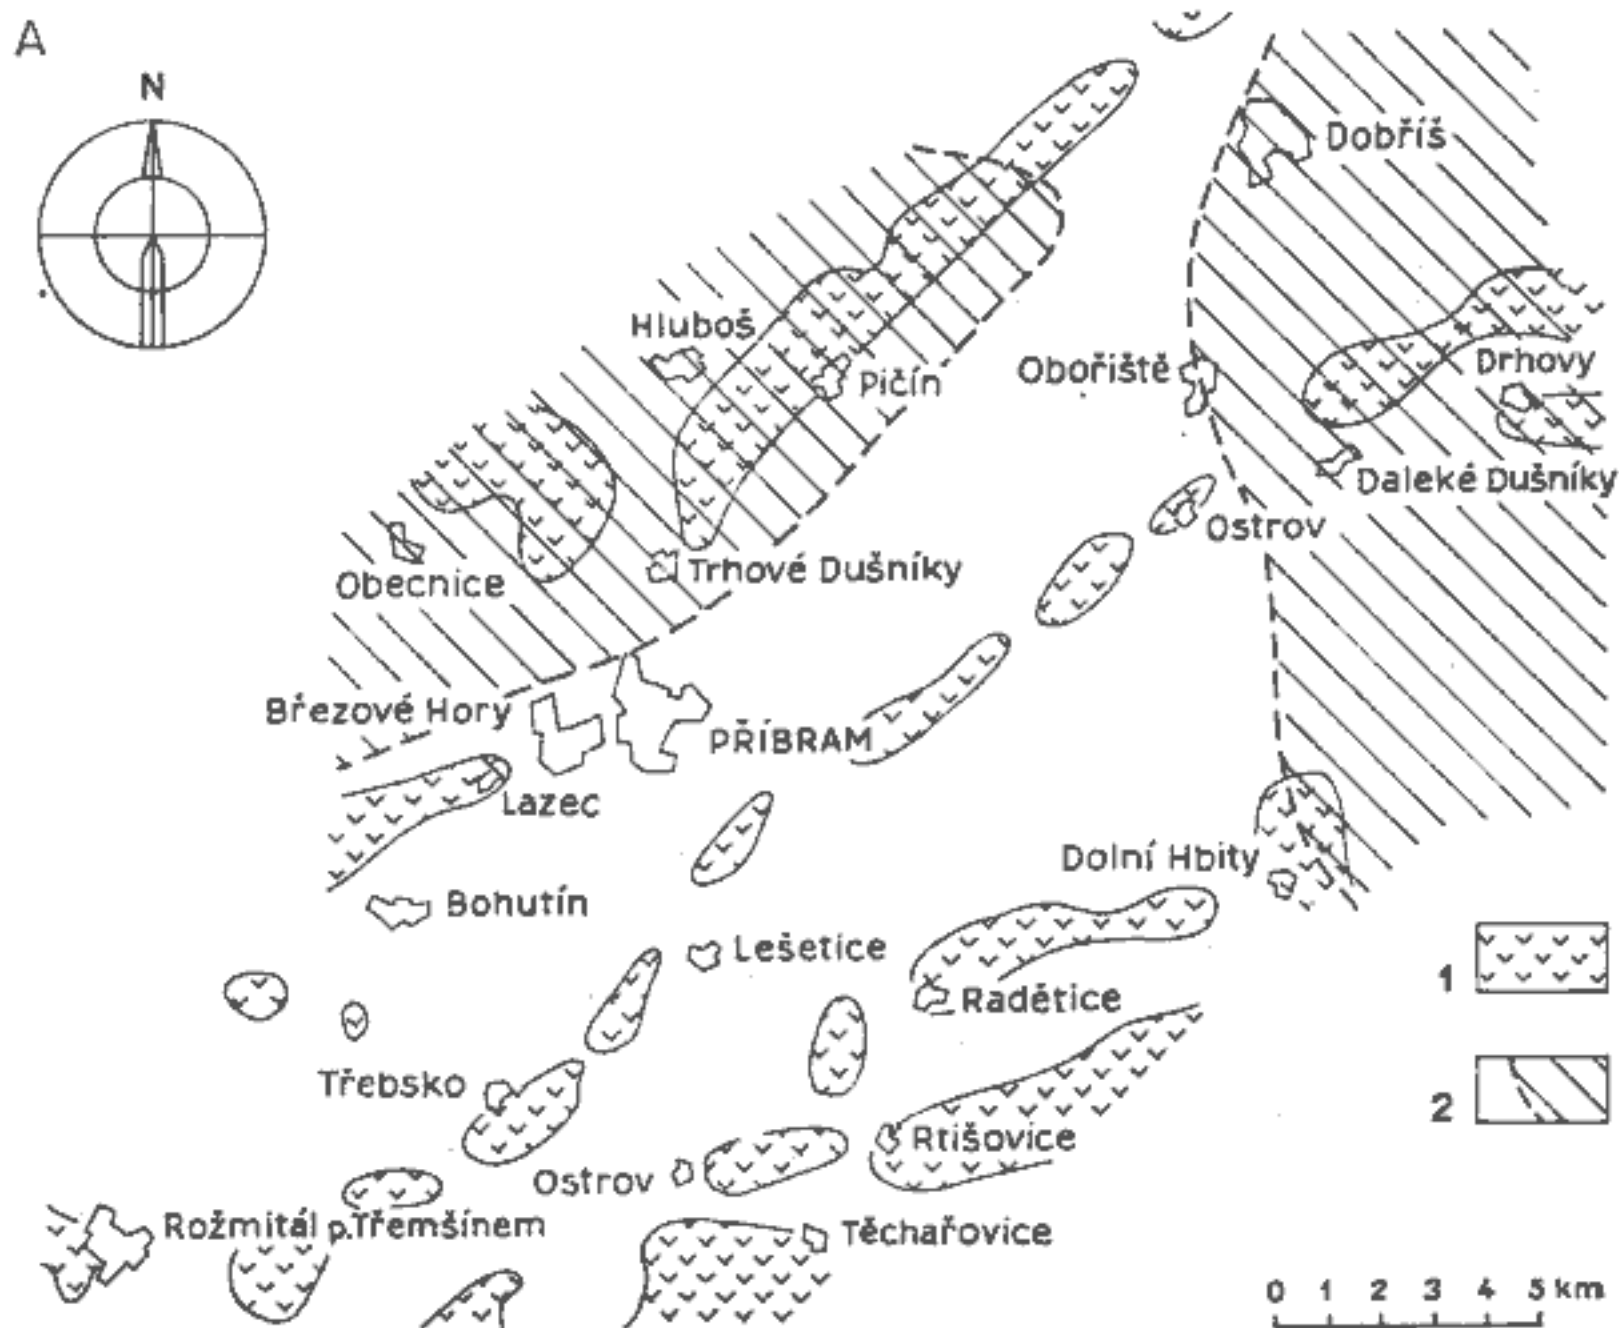 A
N
Dobříš
Hluboš
Pičín
Obořiště
Drhovy
Daleké Dušníky
Ostrov
Obecnice
Trhové Dušníky
Březové Hory
PŘÍBRAM
Lazec
Dolní Hbity
Bohutín
Lešetice
Radětice
1
Třebsko
2
Rtišovice
Ostrov
Rožmitál p.Třemšínem
Těchařovice
0 1 2 3 4 5 km